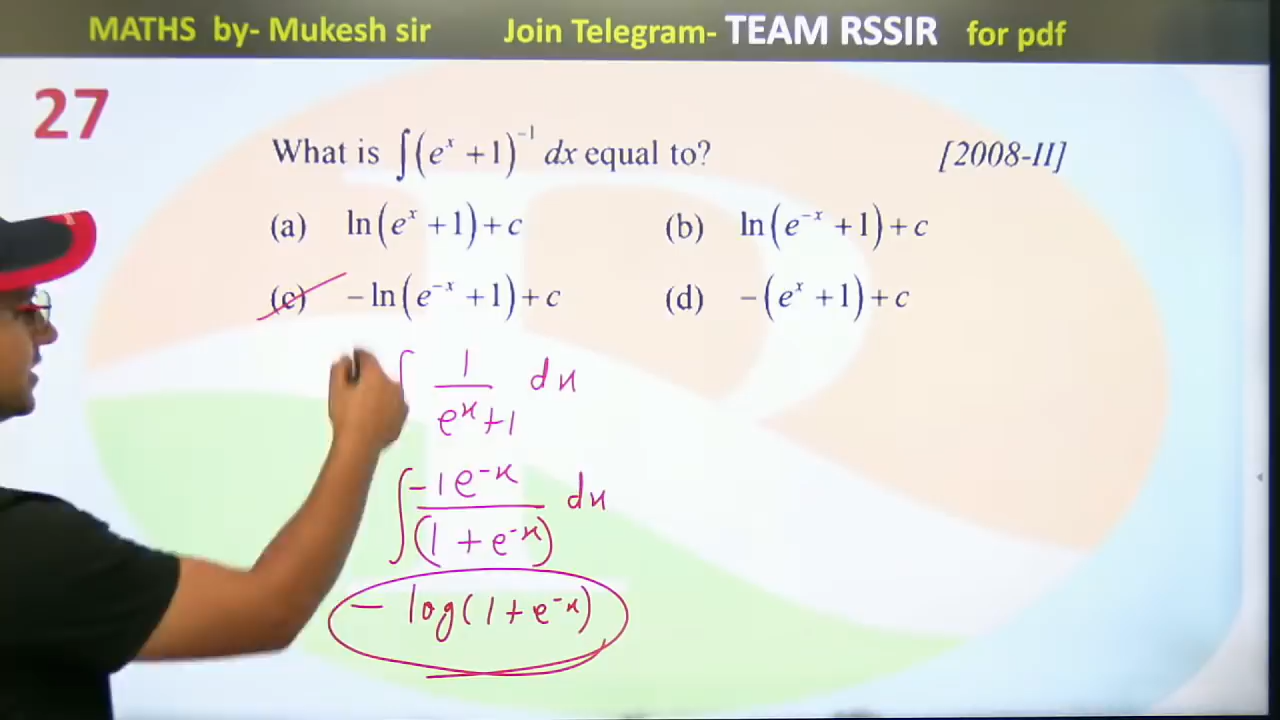 MATHS by- Mukesh sir Join Telegram- TEAM RSSIR for pdf
27
What is ∫(eˣ +1)⁻¹ dx equal to? [2008-II]
(a) ln(eˣ +1)+c (b) ln(e⁻ˣ +1)+c
(c) −ln(e⁻ˣ +1)+c (d) −(eˣ +1)+c
∫ 1/(eˣ+1) dx
∫ −1e⁻ˣ/(1+e⁻ˣ) dx
− log(1+e⁻ˣ)